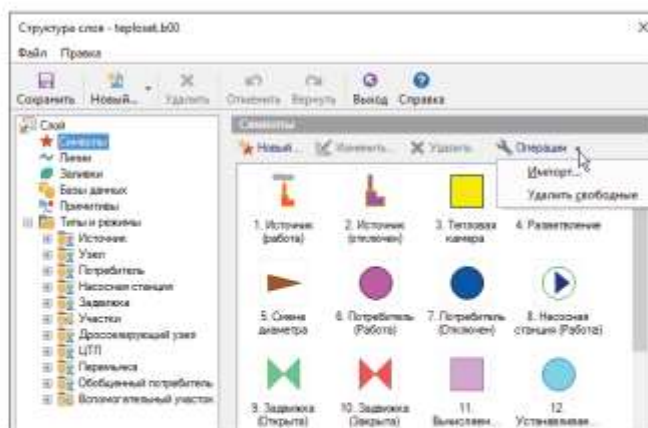 Структура слоя - teploset.b00
Файл Правка
Сохранить Новый... Удалить Отменить Вернуть Выход Справка
Слой
Символы
Линии
Заливки
Базы данных
Примитивы
Типы и режимы
Источник
Узел
Потребитель
Насосная станция
Задвижка
Участки
Дросселирующий узел
ЦТП
Перемычка
Обобщенный потребитель
Вспомогательный участок
Символы
Новый... Изменить... Удалить Операции
Импорт...
Удалить свободные
1. Источник (работа)
2. Источник (отключен)
3. Тепловая камера
4. Разветвление
5. Смена диаметра
6. Потребитель (Работа)
7. Потребитель (Отключен)
8. Насосная станция (Работа)
9. Задвижка (Открыта)
10. Задвижка (Закрыта)
11. Вычисляем...
12. Устанавливае...